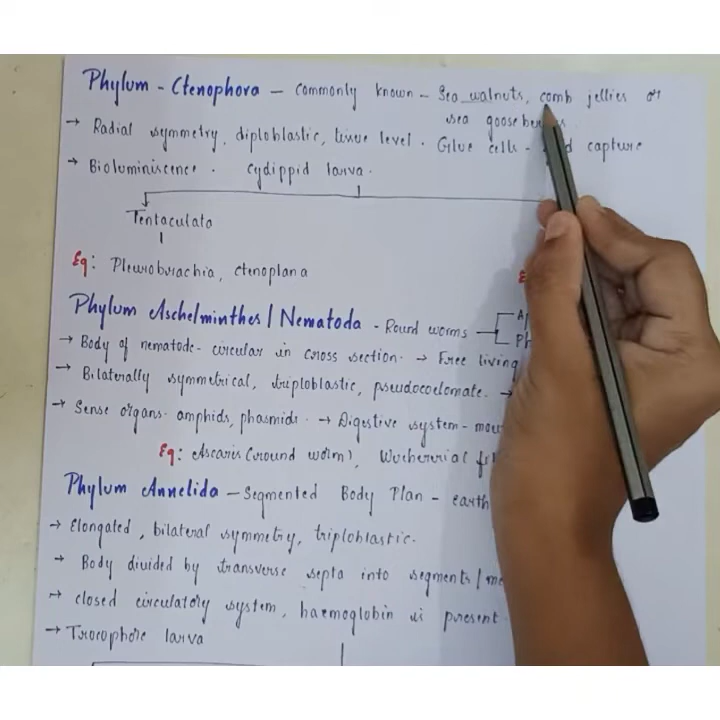 Phylum - Ctenophora - Commonly known - Sea walnuts, comb jellies or
sea gooseberries.
→ Radial symmetry, diploblastic, tissue level. Glue cells - capture
→ Bioluminiscence. Cydippid larva.
Tentaculata
Eg: Pleurobrachia, ctenoplana
Phylum Aschelminthes / Nematoda - Round worms
→ Body of nematode - circular in cross section. → Free living
→ Bilaterally symmetrical, triploblastic, pseudocoelomate. →
→ Sense organs - amphids, phasmids. → Digestive system -
Eg: Ascaris (round worm),
Phylum Annelida - Segmented Body Plan -
→ Elongated, bilateral symmetry, triploblastic.
→ Body divided by transverse septa into segments /
→ closed circulatory system, haemoglobin is present.
→ Trocophore larva